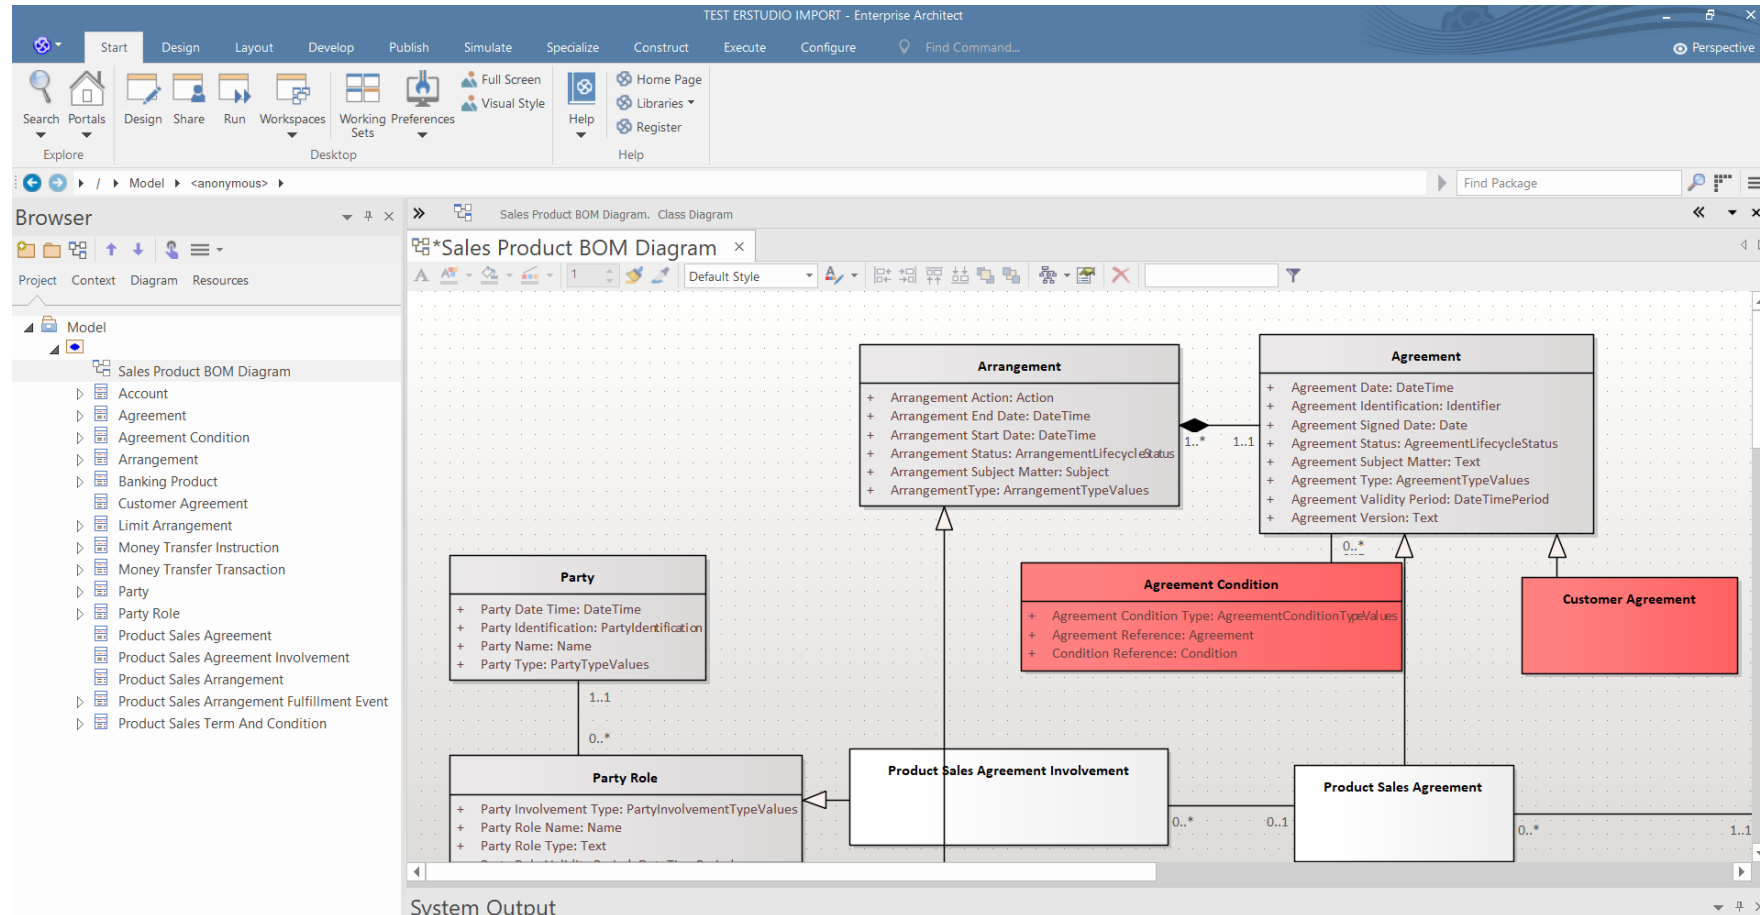 TEST ERSTUDIO IMPORT - Enterprise Architect
Start Design Layout Develop Publish Simulate Specialize Construct Execute Configure Find Command... Perspective
Search Portals Design Share Run Workspaces Working Sets Preferences
Full Screen
Visual Style
Help
Home Page
Libraries
Register
Explore Desktop Help
/ Model <anonymous> Find Package
Browser
Project Context Diagram Resources
Model
Sales Product BOM Diagram
Account
Agreement
Agreement Condition
Arrangement
Banking Product
Customer Agreement
Limit Arrangement
Money Transfer Instruction
Money Transfer Transaction
Party
Party Role
Product Sales Agreement
Product Sales Agreement Involvement
Product Sales Arrangement
Product Sales Arrangement Fulfillment Event
Product Sales Term And Condition
Sales Product BOM Diagram. Class Diagram
*Sales Product BOM Diagram ×
1 Default Style
Arrangement
+ Arrangement Action: Action
+ Arrangement End Date: DateTime
+ Arrangement Start Date: DateTime
+ Arrangement Status: ArrangementLifecycleStatus
+ Arrangement Subject Matter: Subject
+ ArrangementType: ArrangementTypeValues
1..* 1..1
Agreement
+ Agreement Date: DateTime
+ Agreement Identification: Identifier
+ Agreement Signed Date: Date
+ Agreement Status: AgreementLifecycleStatus
+ Agreement Subject Matter: Text
+ Agreement Type: AgreementTypeValues
+ Agreement Validity Period: DateTimePeriod
+ Agreement Version: Text
0..*
Party
+ Party Date Time: DateTime
+ Party Identification: PartyIdentification
+ Party Name: Name
+ Party Type: PartyTypeValues
1..1
0..*
Agreement Condition
+ Agreement Condition Type: AgreementConditionTypeValues
+ Agreement Reference: Agreement
+ Condition Reference: Condition
Customer Agreement
Party Role
+ Party Involvement Type: PartyInvolvementTypeValues
+ Party Role Name: Name
+ Party Role Type: Text
Product Sales Agreement Involvement
0..* 0..1
Product Sales Agreement
0..* 1..1
System Output